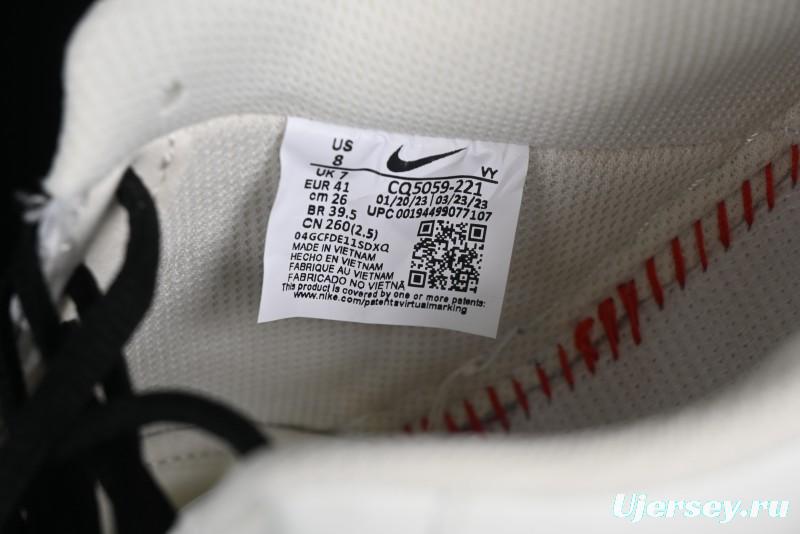 US
8
UK 7
EUR 41
cm 26
BR 39.5
CN 260(2.5)
VY
CQ5059-221
01/20/23 | 03/23/23
UPC 00194499077107
04GCFDE11SDXQ
MADE IN VIETNAM
HECHO EN VIETNAM
FABRIQUE AU VIETNAM
FABRICADO NO VIETNÃ
This product is covered by one or more patents:
www.nike.com/patentsvirtualmarking
Ujersey.ru